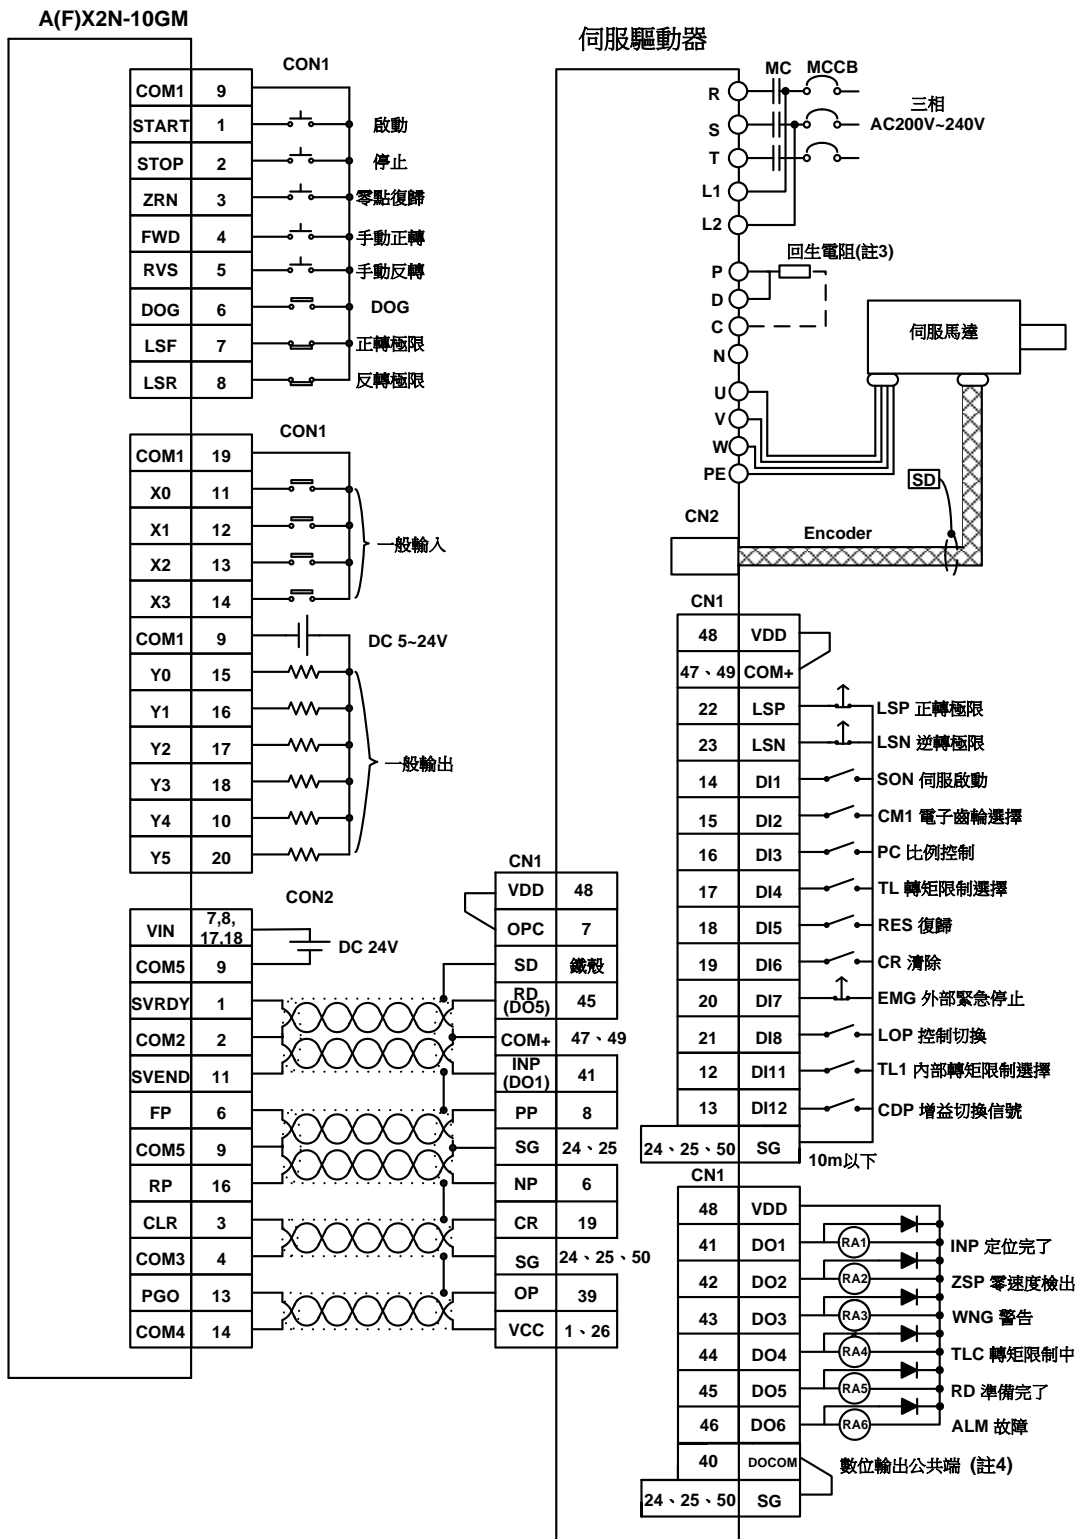 A(F)X2N-10GM
CON1
COM1 9
START 1 啟動
STOP 2 停止
ZRN 3 零點復歸
FWD 4 手動正轉
RVS 5 手動反轉
DOG 6 DOG
LSF 7 正轉極限
LSR 8 反轉極限
CON1
COM1 19
X0 11
X1 12
X2 13
X3 14
一般輸入
COM1 9 DC 5~24V
Y0 15
Y1 16
Y2 17
Y3 18
Y4 10
Y5 20
一般輸出
CON2
VIN 7,8,
17,18
DC 24V
COM5 9
SVRDY 1
COM2 2
SVEND 11
FP 6
COM5 9
RP 16
CLR 3
COM3 4
PGO 13
COM4 14
CN1
VDD 48
OPC 7
SD 鐵殼
RD
(DO5) 45
COM+ 47、49
INP
(DO1) 41
PP 8
SG 24、25
NP 6
CR 19
SG 24、25、50
OP 39
VCC 1、26
伺服驅動器
MC MCCB
R
S
T
三相
AC200V~240V
L1
L2
回生電阻(註3)
P
D
C
N
U
V
W
PE
伺服馬達
SD
CN2
Encoder
CN1
48 VDD
47、49 COM+
22 LSP LSP 正轉極限
23 LSN LSN 逆轉極限
14 DI1 SON 伺服啟動
15 DI2 CM1 電子齒輪選擇
16 DI3 PC 比例控制
17 DI4 TL 轉矩限制選擇
18 DI5 RES 復歸
19 DI6 CR 清除
20 DI7 EMG 外部緊急停止
21 DI8 LOP 控制切換
12 DI11 TL1 內部轉矩限制選擇
13 DI12 CDP 增益切換信號
24、25、50 SG 10m以下
CN1
48 VDD
41 DO1 RA1 INP 定位完了
42 DO2 RA2 ZSP 零速度檢出
43 DO3 RA3 WNG 警告
44 DO4 RA4 TLC 轉矩限制中
45 DO5 RA5 RD 準備完了
46 DO6 RA6 ALM 故障
40 DOCOM 數位輸出公共端 (註4)
24、25、50 SG